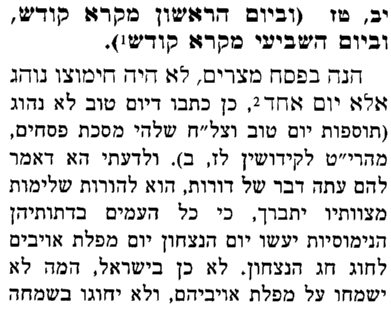 יב, טז (וביום הראשון מקרא קודש,
וביום השביעי מקרא קודש¹).
הנה בפסח מצרים, לא היה חימוצו נוהג
אלא יום אחד², כן כתבו דיום טוב לא נהוג
(תוספות יום טוב וצל״ח שלהי מסכת פסחים,
מהרי״ט לקידושין לז, ב). ולדעתי הא דאמר
להם עתה דבר של דורות, הוא להורות שלימות
מצוותיו יתברך, כי כל העמים בדתותיהן
הנימוסיות יעשו יום הנצחון יום מפלת אויבים
לחוג חג הנצחון. לא כן בישראל, המה לא
ישמחו על מפלת אויביהם, ולא יחוגו בשמחה